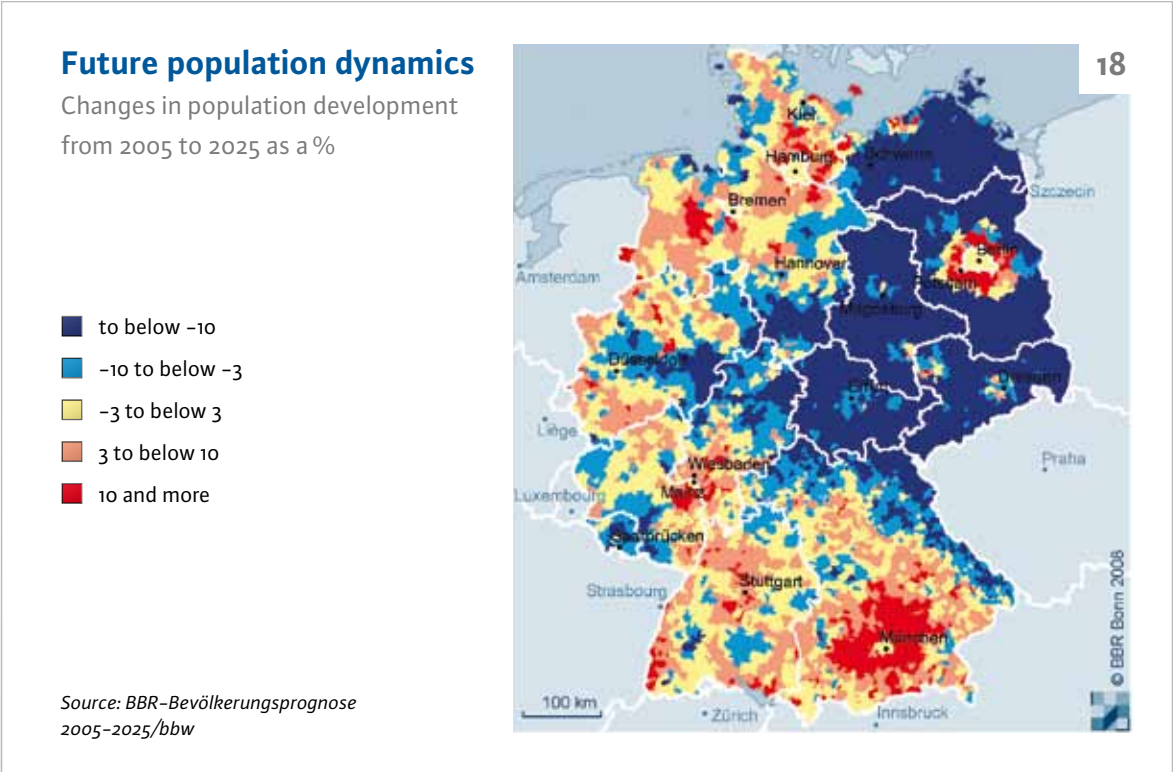 Future population dynamics
Changes in population development
from 2005 to 2025 as a %
18
to below –10
–10 to below –3
–3 to below 3
3 to below 10
10 and more
Source: BBR–Bevölkerungsprognose
2005–2025/bbw
Kiel
Hamburg
Schwerin
Szczecin
Bremen
Berlin
Amsterdam
Hannover
Potsdam
Magdeburg
Düsseldorf
Erfurt
Dresden
Liège
Wiesbaden
Praha
Luxembourg
Mainz
Saarbrücken
Strasbourg
Stuttgart
München
100 km
Zürich
Innsbruck
© BBR Bonn 2008